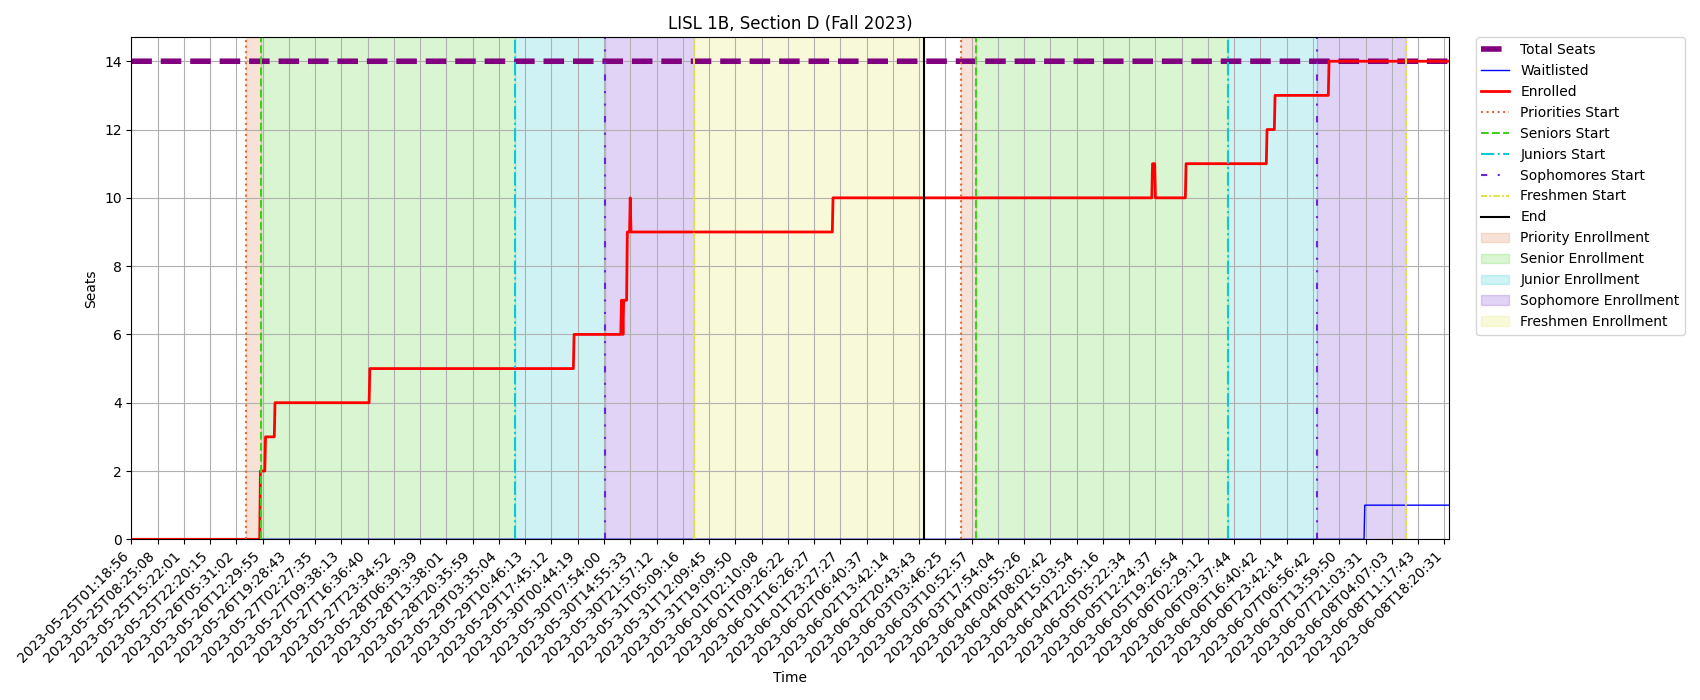 LISL 1B, Section D (Fall 2023)
Seats
14
12
10
8
6
4
2
0
2023-05-25T01:18:56
2023-05-25T08:25:08
2023-05-25T15:22:01
2023-05-25T22:20:15
2023-05-26T05:31:02
2023-05-26T12:29:55
2023-05-26T19:28:43
2023-05-27T02:27:35
2023-05-27T09:38:13
2023-05-27T16:36:40
2023-05-27T23:34:52
2023-05-28T06:39:39
2023-05-28T13:38:01
2023-05-28T20:35:59
2023-05-29T03:35:04
2023-05-29T10:46:13
2023-05-29T17:45:12
2023-05-30T00:44:19
2023-05-30T07:54:00
2023-05-30T14:55:33
2023-05-30T21:57:12
2023-05-31T05:09:16
2023-05-31T12:09:45
2023-05-31T19:09:50
2023-06-01T02:10:08
2023-06-01T09:26:22
2023-06-01T16:26:27
2023-06-01T23:27:27
2023-06-02T06:40:37
2023-06-02T13:42:14
2023-06-02T20:43:43
2023-06-03T03:46:25
2023-06-03T10:52:57
2023-06-03T17:54:04
2023-06-04T00:55:26
2023-06-04T08:02:42
2023-06-04T15:03:54
2023-06-04T22:05:16
2023-06-05T05:22:34
2023-06-05T12:24:37
2023-06-05T19:26:54
2023-06-06T02:29:12
2023-06-06T09:37:44
2023-06-06T16:40:42
2023-06-06T23:42:14
2023-06-07T06:56:42
2023-06-07T13:59:50
2023-06-07T21:03:31
2023-06-08T04:07:03
2023-06-08T11:17:43
2023-06-08T18:20:31
Time
Total Seats
Waitlisted
Enrolled
Priorities Start
Seniors Start
Juniors Start
Sophomores Start
Freshmen Start
End
Priority Enrollment
Senior Enrollment
Junior Enrollment
Sophomore Enrollment
Freshmen Enrollment